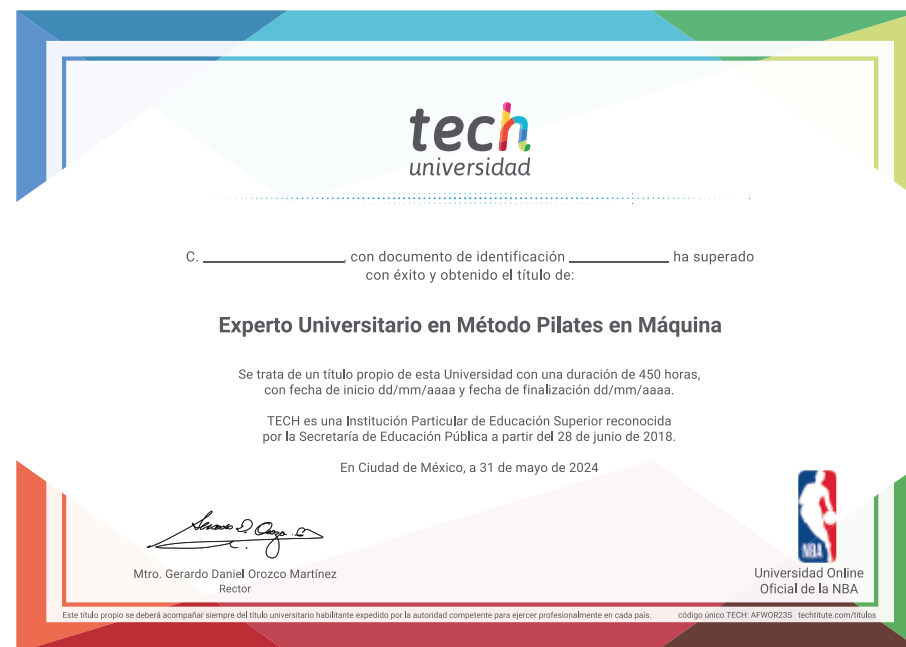 tech
universidad
C. ____________________, con documento de identificación ______________ ha superado
con éxito y obtenido el título de:
Experto Universitario en Método Pilates en Máquina
Se trata de un título propio de esta Universidad con una duración de 450 horas,
con fecha de inicio dd/mm/aaaa y fecha de finalización dd/mm/aaaa.
TECH es una Institución Particular de Educación Superior reconocida
por la Secretaría de Educación Pública a partir del 28 de junio de 2018.
En Ciudad de México, a 31 de mayo de 2024
NBA
Mtro. Gerardo Daniel Orozco Martínez
Rector
Universidad Online
Oficial de la NBA
Este título propio se deberá acompañar siempre del título universitario habilitante expedido por la autoridad competente para ejercer profesionalmente en cada país.
código único TECH: AFWOR23S techtitute.com/titulos